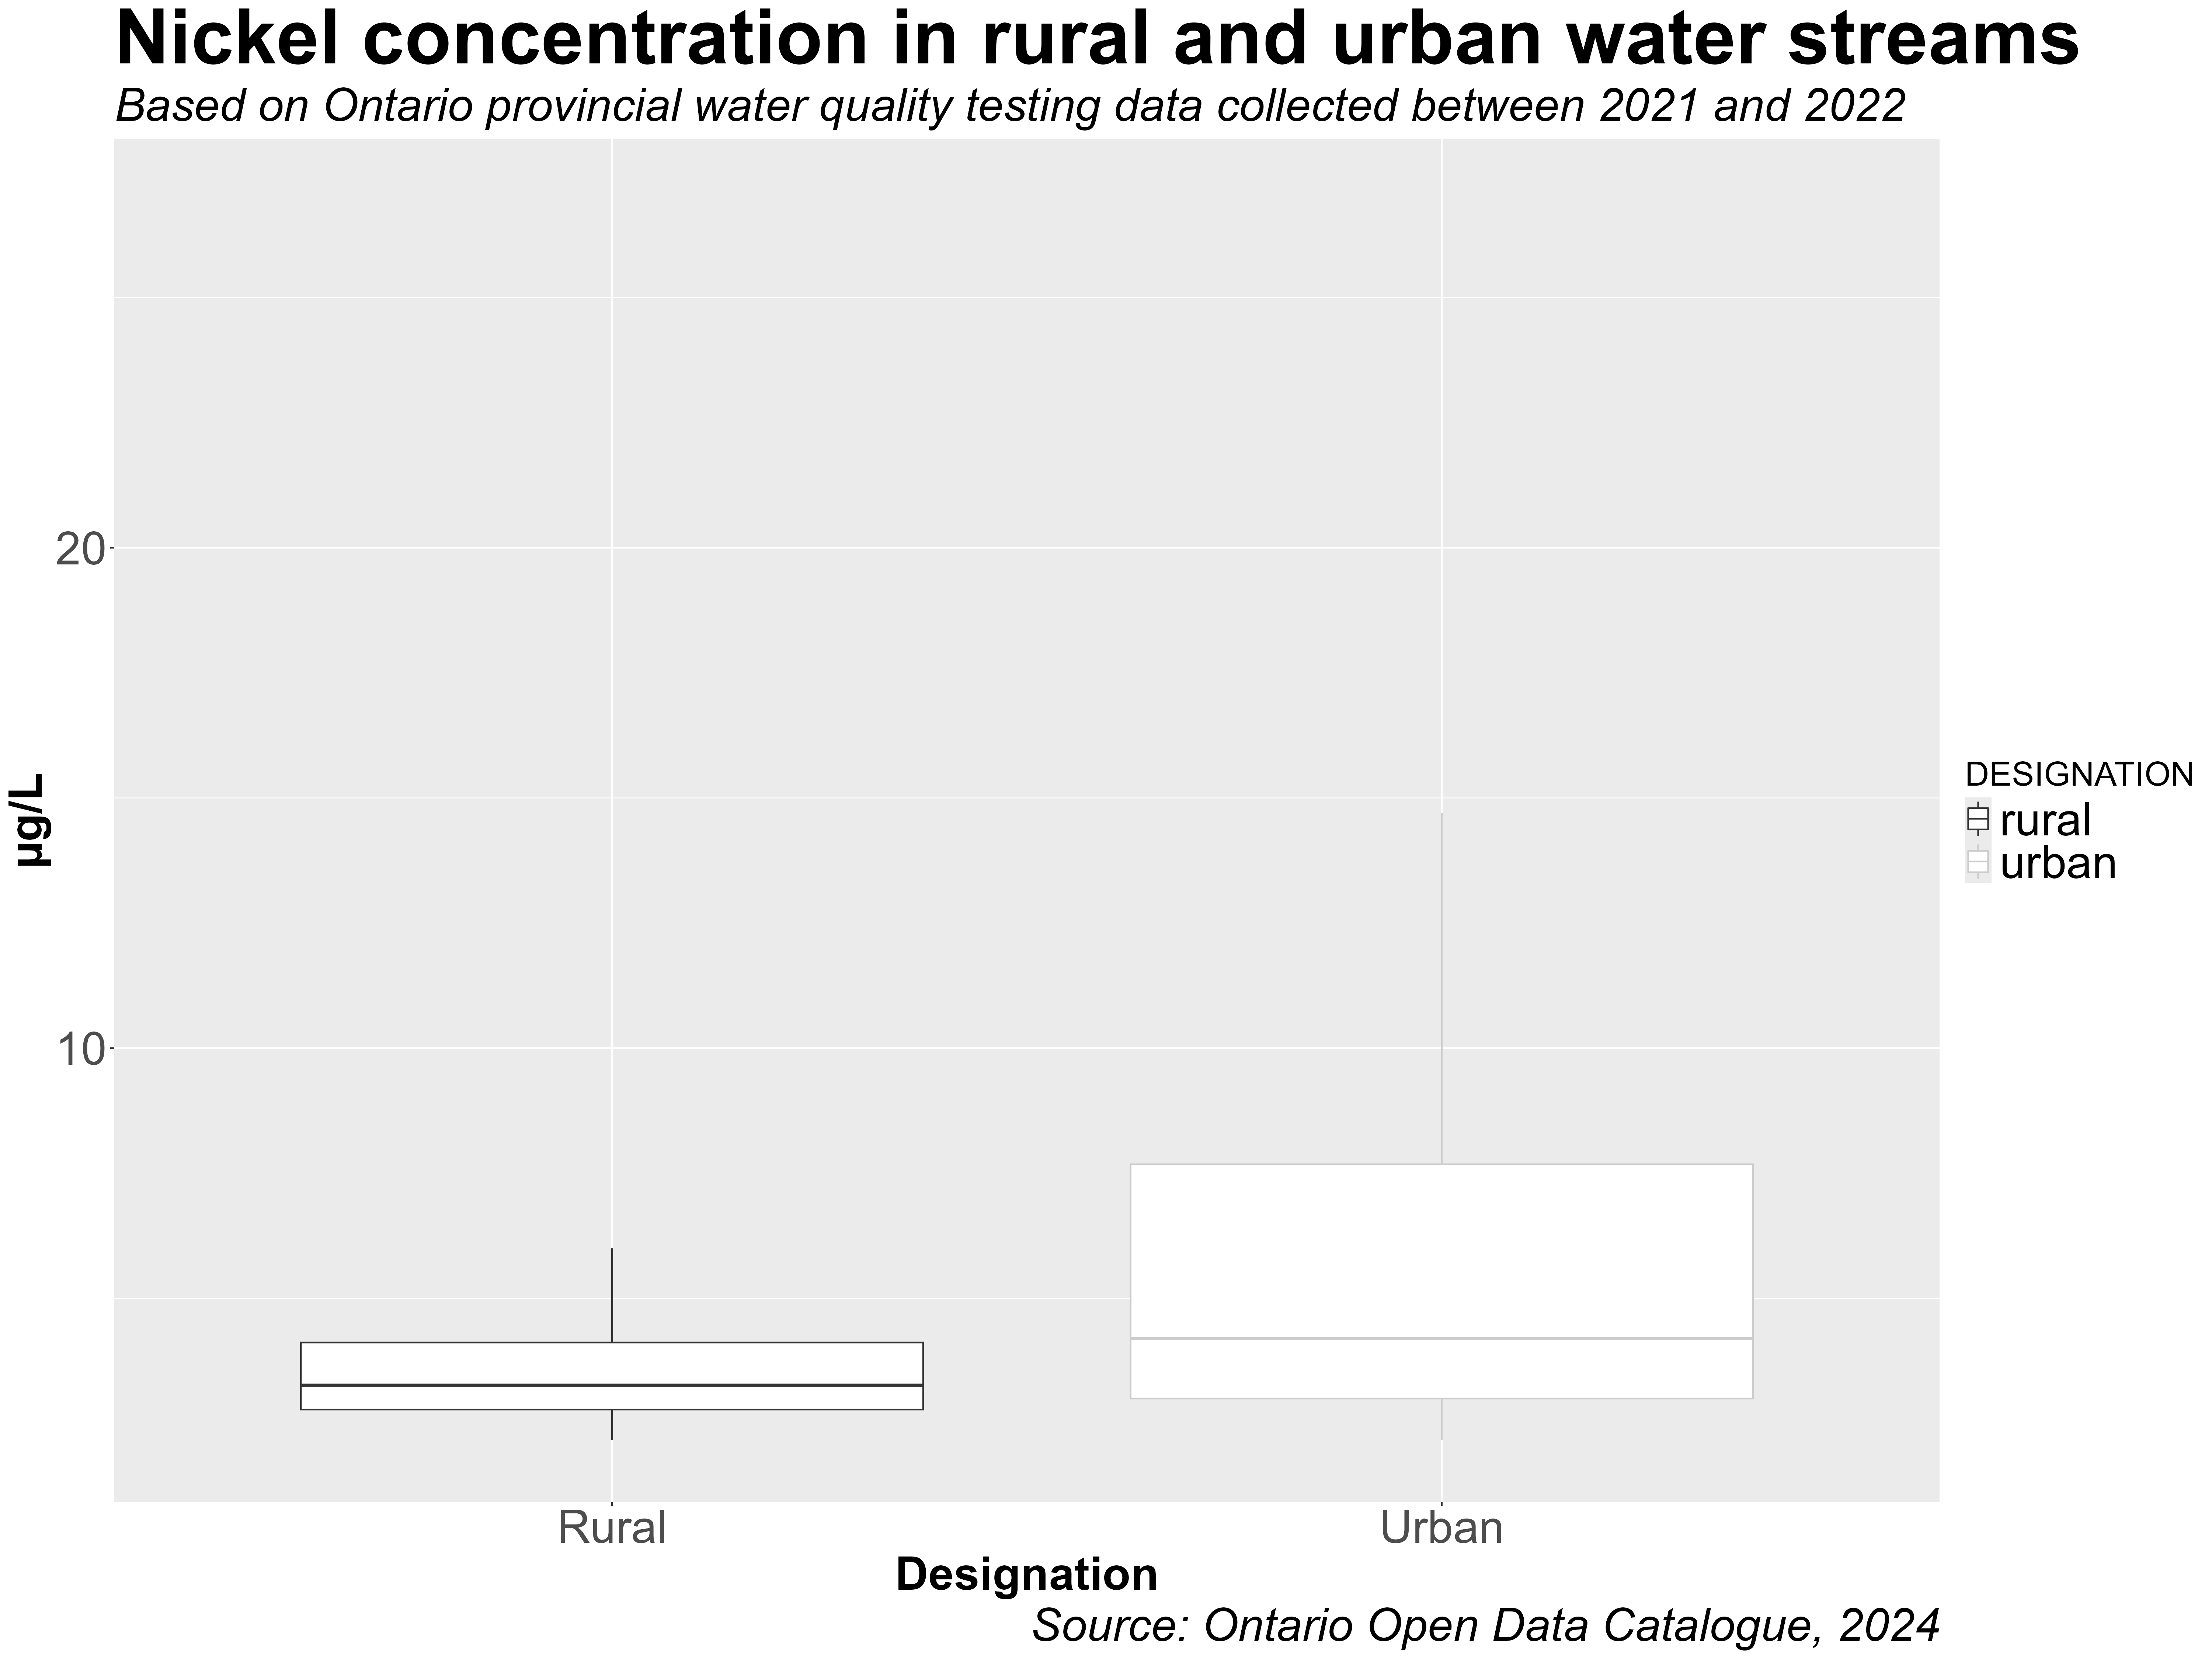 Nickel concentration in rural and urban water streams
Based on Ontario provincial water quality testing data collected between 2021 and 2022
20
10
µg/L
DESIGNATION
rural
urban
Rural
Urban
Designation
Source: Ontario Open Data Catalogue, 2024